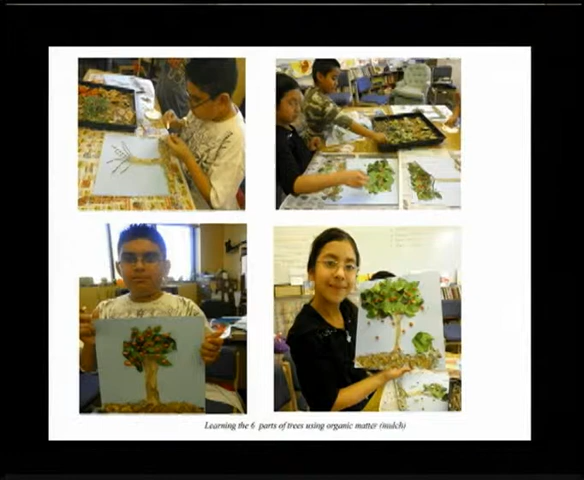 Learning the 6 parts of trees using organic matter (mulch)